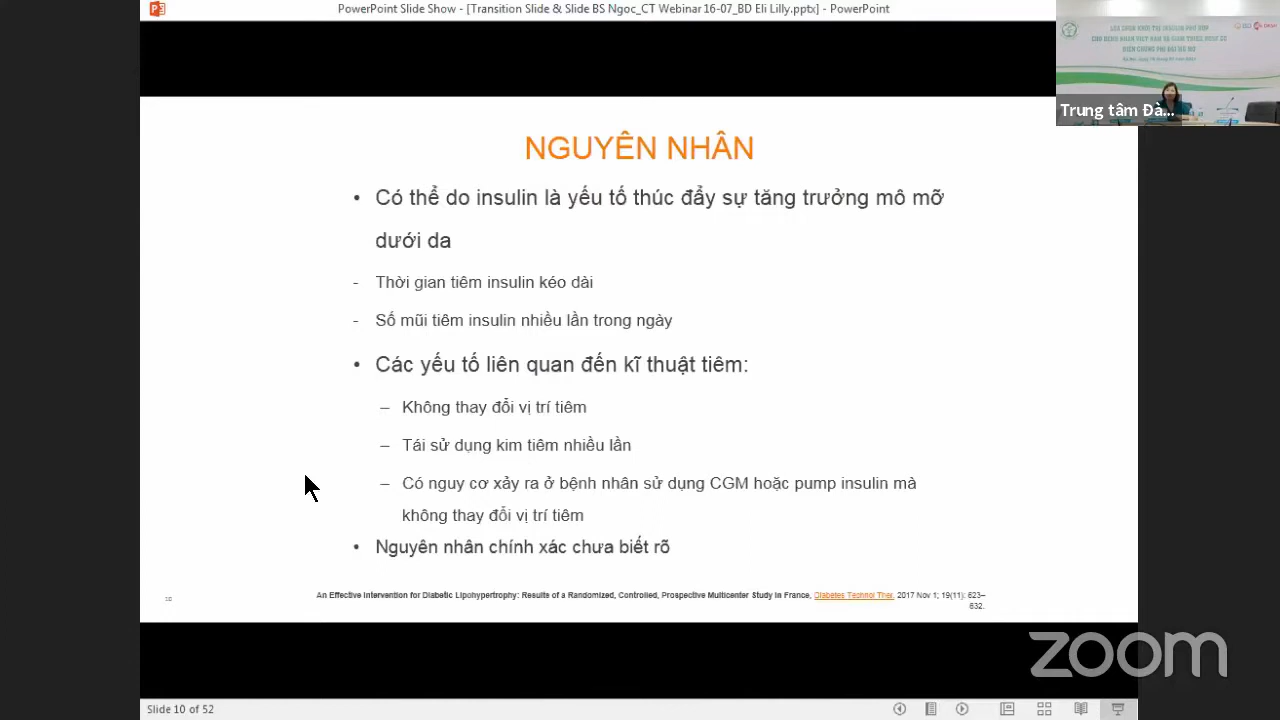 PowerPoint Slide Show - [Transition Slide & Slide BS Ngoc_CT Webinar 16-07_BD Eli Lilly.pptx] - PowerPoint
Trung tâm Đà...
NGUYÊN NHÂN
• Có thể do insulin là yếu tố thúc đẩy sự tăng trưởng mô mỡ
dưới da
- Thời gian tiêm insulin kéo dài
- Số mũi tiêm insulin nhiều lần trong ngày
• Các yếu tố liên quan đến kĩ thuật tiêm:
– Không thay đổi vị trí tiêm
– Tái sử dụng kim tiêm nhiều lần
– Có nguy cơ xảy ra ở bệnh nhân sử dụng CGM hoặc pump insulin mà
không thay đổi vị trí tiêm
• Nguyên nhân chính xác chưa biết rõ
An Effective Intervention for Diabetic Lipohypertrophy: Results of a Randomized, Controlled, Prospective Multicenter Study in France, Diabetes Technol Ther. 2017 Nov 1; 19(11): 623–
632.
zoom
Slide 10 of 52